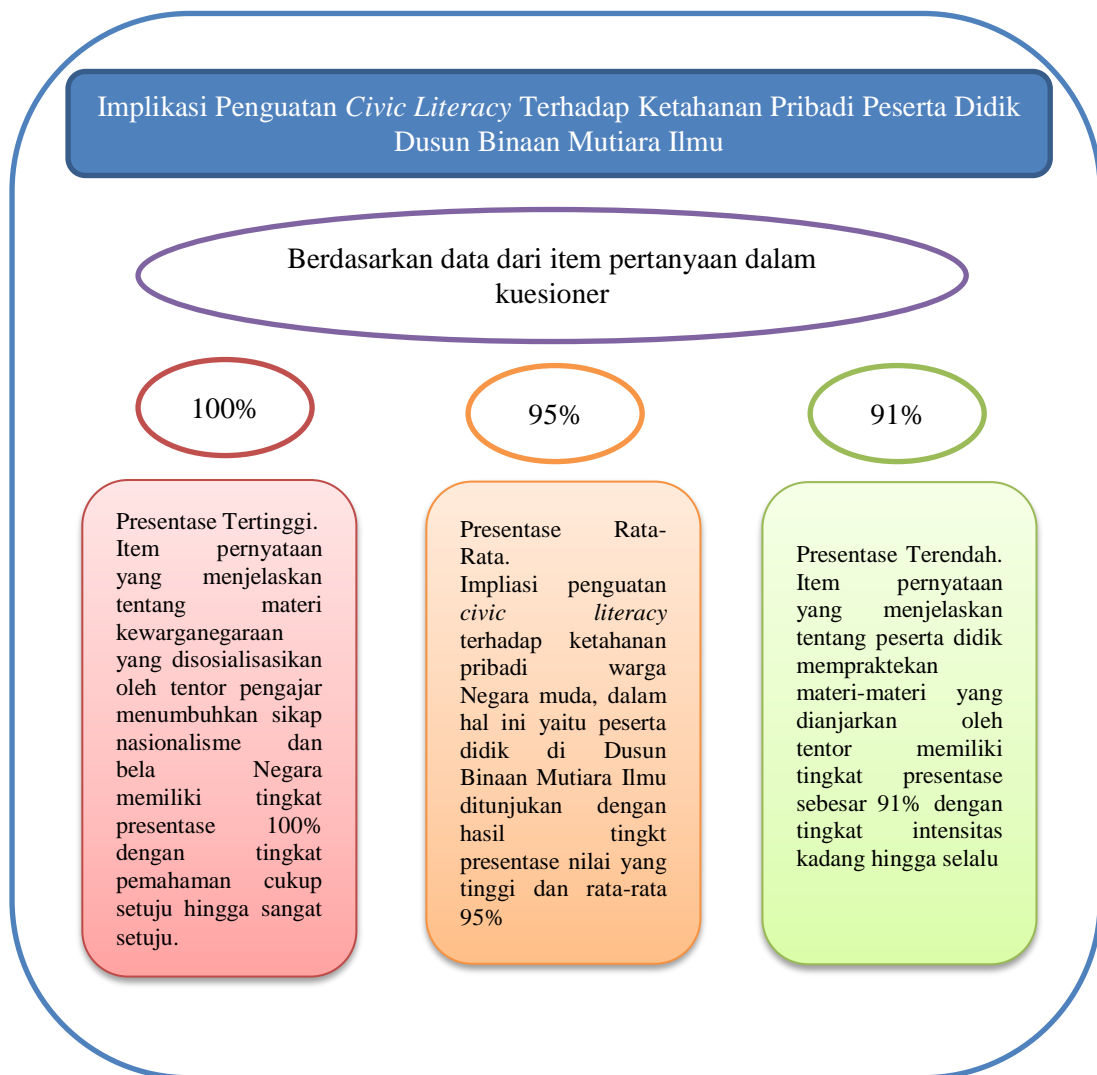 Implikasi Penguatan Civic Literacy Terhadap Ketahanan Pribadi Peserta Didik
Dusun Binaan Mutiara Ilmu
Berdasarkan data dari item pertanyaan dalam
kuesioner
100%
95%
91%
Presentase Tertinggi.
Item pernyataan
yang menjelaskan
tentang materi
kewarganegaraan
yang disosialisasikan
oleh tentor pengajar
menumbuhkan sikap
nasionalisme dan
bela Negara
memiliki tingkat
presentase 100%
dengan tingkat
pemahaman cukup
setuju hingga sangat
setuju.
Presentase Rata-
Rata.
Impliasi penguatan
civic literacy
terhadap ketahanan
pribadi warga
Negara muda, dalam
hal ini yaitu peserta
didik di Dusun
Binaan Mutiara Ilmu
ditunjukan dengan
hasil tingkt
presentase nilai yang
tinggi dan rata-rata
95%
Presentase Terendah.
Item pernyataan
yang menjelaskan
tentang peserta didik
mempraktekan
materi-materi yang
dianjarkan oleh
tentor memiliki
tingkat presentase
sebesar 91% dengan
tingkat intensitas
kadang hingga selalu